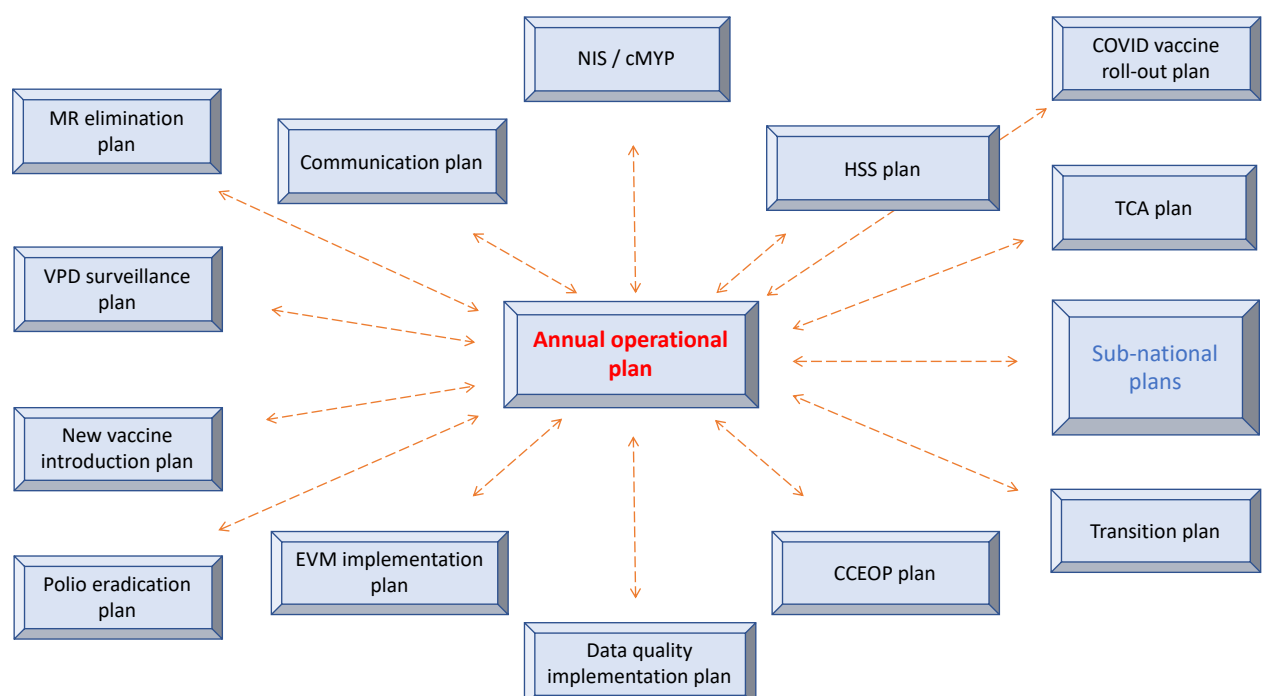 NIS / cMYP
COVID vaccine
roll-out plan
MR elimination
plan
Communication plan
HSS plan
TCA plan
VPD surveillance
plan
Annual operational
plan
Sub-national
plans
New vaccine
introduction plan
Transition plan
EVM implementation
plan
CCEOP plan
Polio eradication
plan
Data quality
implementation plan